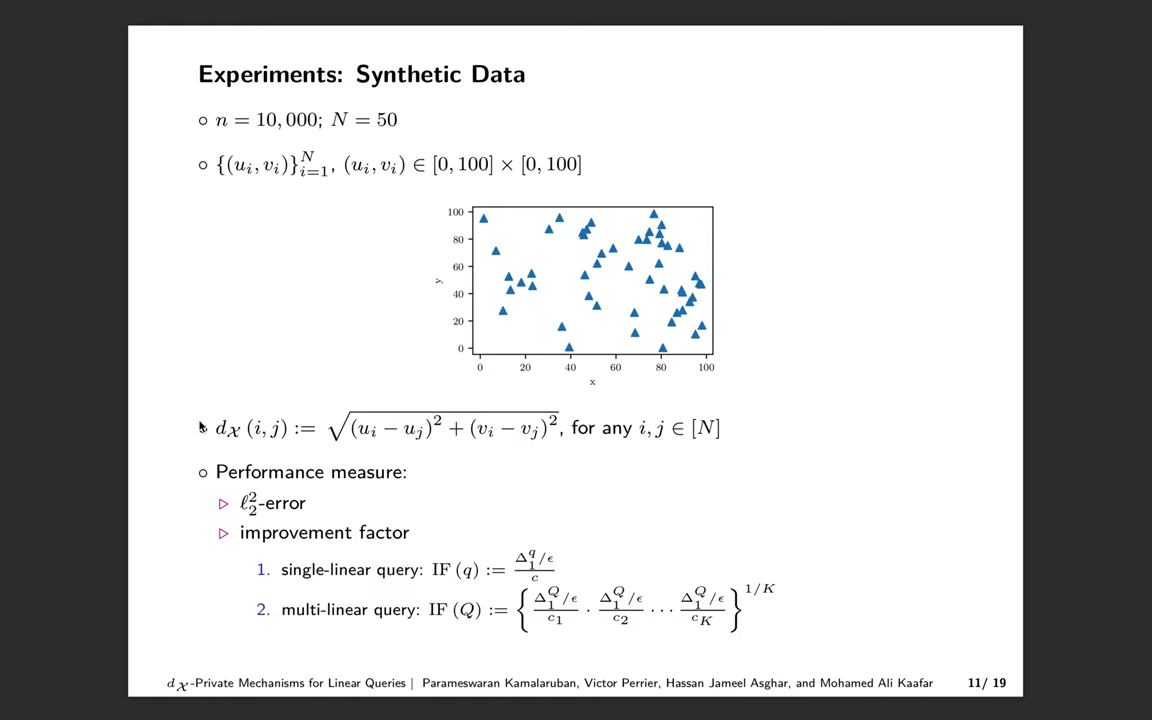 Experiments: Synthetic Data
∘ n = 10,000; N = 50
∘ {(u_i, v_i)}_{i=1}^N, (u_i, v_i) ∈ [0, 100] × [0, 100]
100
80
60
40
20
0
y
0 20 40 60 80 100
x
d_𝒳 (i, j) := √((u_i − u_j)^2 + (v_i − v_j)^2), for any i, j ∈ [N]
∘ Performance measure:
▷ ℓ_2^2-error
▷ improvement factor
1. single-linear query: IF (q) := (Δ_1^q/ϵ)/c
2. multi-linear query: IF (Q) := {(Δ_1^Q/ϵ)/c_1 · (Δ_1^Q/ϵ)/c_2 ··· (Δ_1^Q/ϵ)/c_K}^{1/K}
d_𝒳-Private Mechanisms for Linear Queries | Parameswaran Kamalaruban, Victor Perrier, Hassan Jameel Asghar, and Mohamed Ali Kaafar 11/ 19